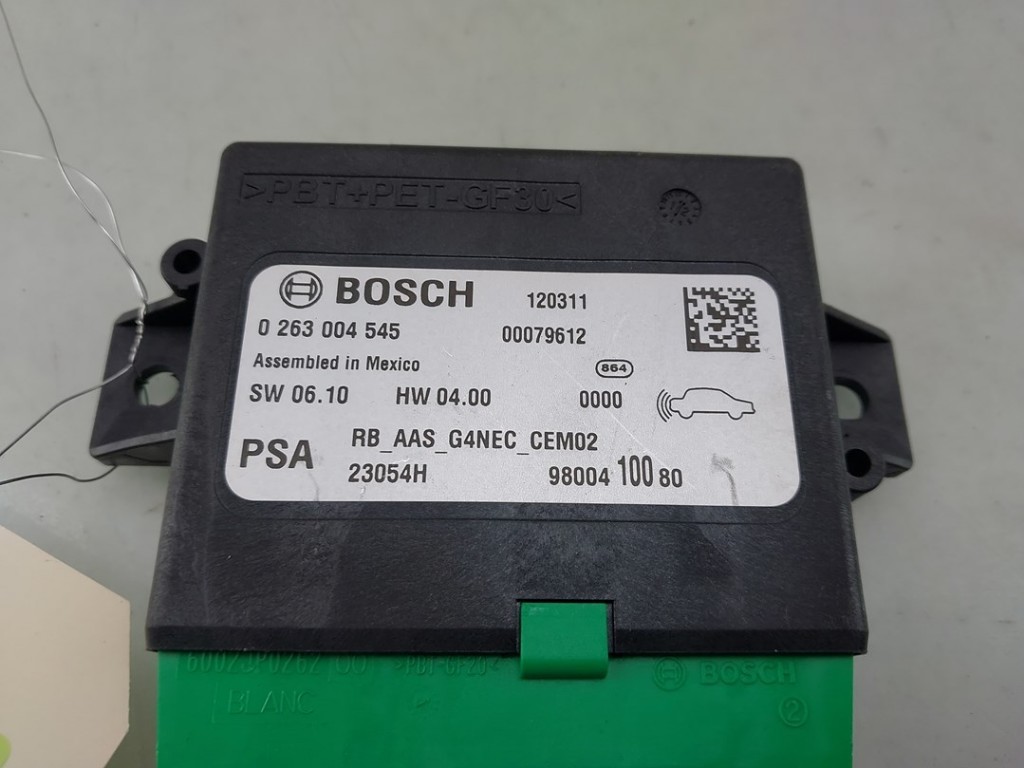 >PBT+PET-GF30<
BOSCH 120311
0 263 004 545 00079612
Assembled in Mexico 864
SW 06.10 HW 04.00 0000
PSA RB_AAS_G4NEC_CEM02
23054H 98004 100 80
>PBT-GF20< BOSCH
BLANC 2